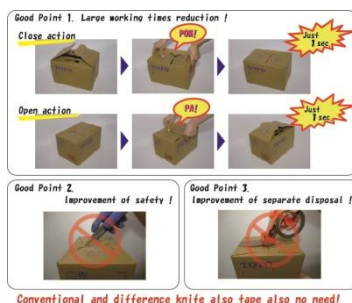 Good Point 1. Large working times reduction !
Close action
PON!
Just
1 sec.
TOTO
Open action
PA!
Just
1 sec.
Good Point 2.
Improvement of safety !
Good Point 3.
Improvement of separate disposal !
TOTO
Conventional and difference knife also tape also no need!